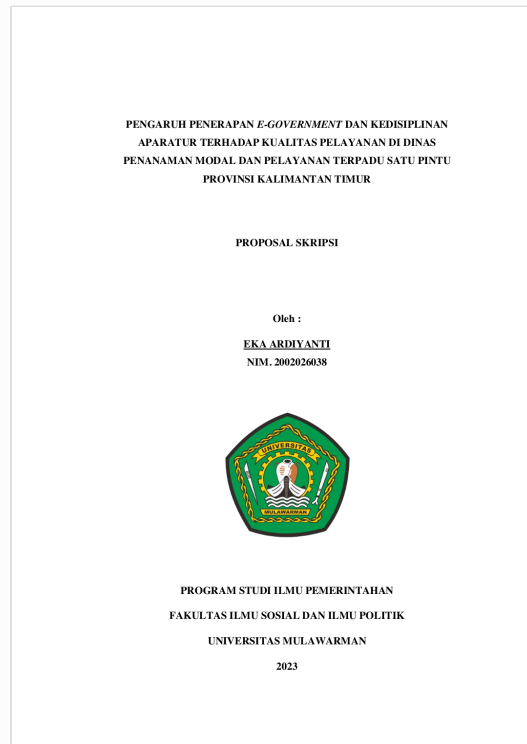 PENGARUH PENERAPAN E-GOVERNMENT DAN KEDISIPLINAN
APARATUR TERHADAP KUALITAS PELAYANAN DI DINAS
PENANAMAN MODAL DAN PELAYANAN TERPADU SATU PINTU
PROVINSI KALIMANTAN TIMUR
PROPOSAL SKRIPSI
Oleh :
EKA ARDIYANTI
NIM. 2002026038
UNIVERSITAS
MULAWARMAN
PROGRAM STUDI ILMU PEMERINTAHAN
FAKULTAS ILMU SOSIAL DAN ILMU POLITIK
UNIVERSITAS MULAWARMAN
2023